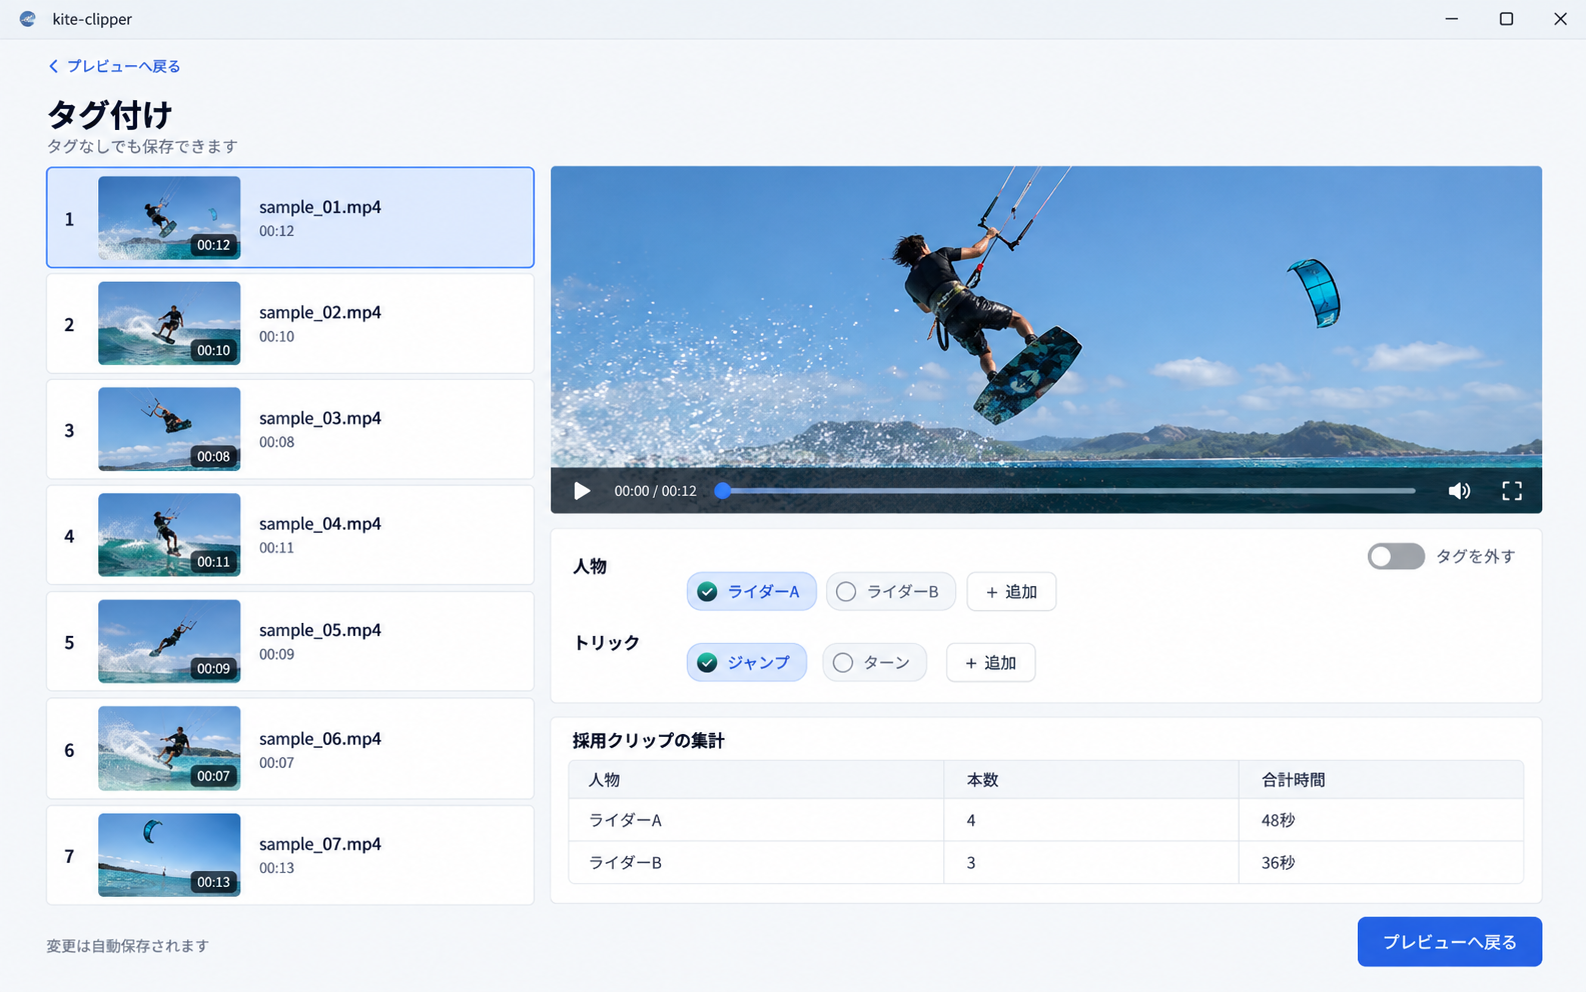 kite-clipper
プレビューへ戻る
タグ付け
タグなしでも保存できます
1
00:12
sample_01.mp4
00:12
2
00:10
sample_02.mp4
00:10
3
00:08
sample_03.mp4
00:08
4
00:11
sample_04.mp4
00:11
5
00:09
sample_05.mp4
00:09
6
00:07
sample_06.mp4
00:07
7
00:13
sample_07.mp4
00:13
00:00 / 00:12
人物
ライダーA ライダーB + 追加
タグを外す
トリック
ジャンプ ターン + 追加
採用クリップの集計
人物 本数 合計時間
ライダーA 4 48秒
ライダーB 3 36秒
変更は自動保存されます
プレビューへ戻る